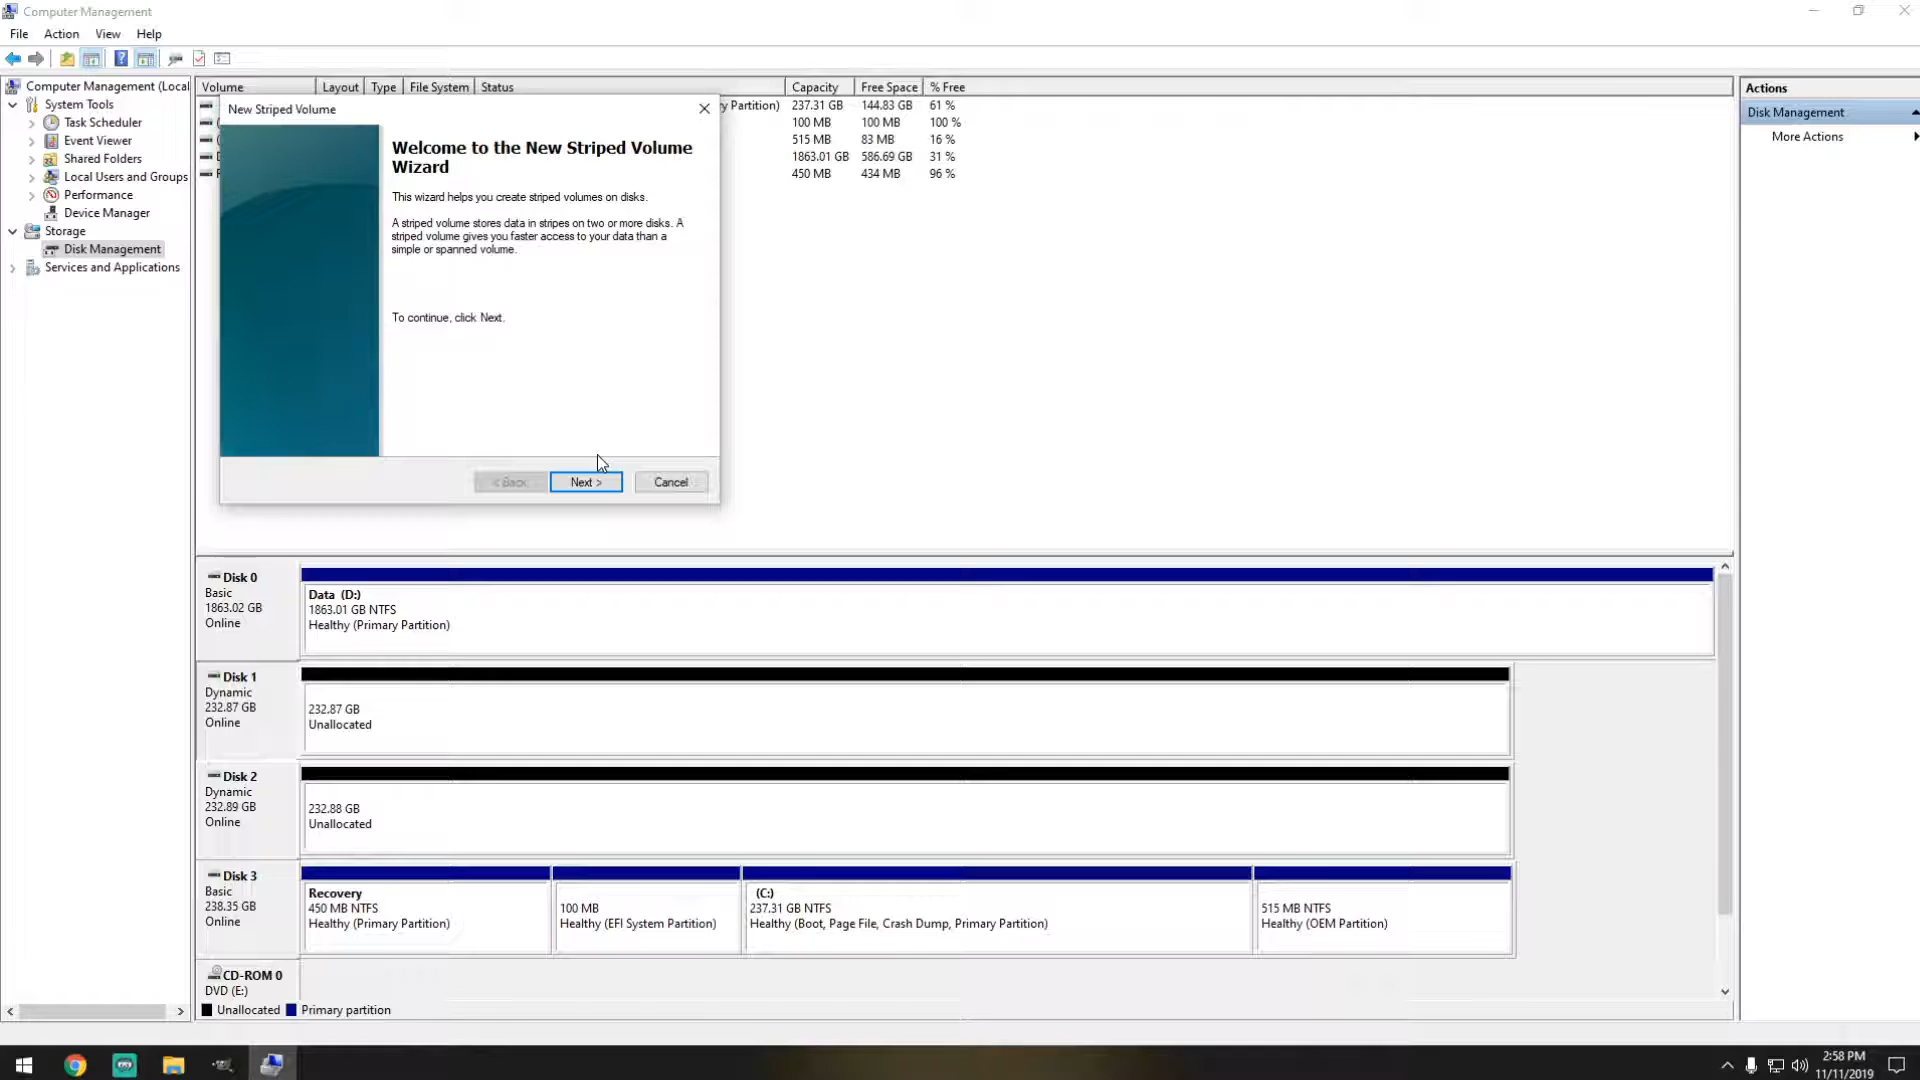 Computer Management
File Action View Help
Computer Management (Local
System Tools
Task Scheduler
Event Viewer
Shared Folders
Local Users and Groups
Performance
Device Manager
Storage
Disk Management
Services and Applications
Volume Layout Type File System Status Capacity Free Space % Free
y Partition) 237.31 GB 144.83 GB 61 %
100 MB 100 MB 100 %
515 MB 83 MB 16 %
1863.01 GB 586.69 GB 31 %
450 MB 434 MB 96 %
New Striped Volume
Welcome to the New Striped Volume
Wizard
This wizard helps you create striped volumes on disks.
A striped volume stores data in stripes on two or more disks. A
striped volume gives you faster access to your data than a
simple or spanned volume.
To continue, click Next.
< Back Next > Cancel
Actions
Disk Management
More Actions
Disk 0
Basic
1863.02 GB
Online
Data (D:)
1863.01 GB NTFS
Healthy (Primary Partition)
Disk 1
Dynamic
232.87 GB
Online
232.87 GB
Unallocated
Disk 2
Dynamic
232.89 GB
Online
232.88 GB
Unallocated
Disk 3
Basic
238.35 GB
Online
Recovery
450 MB NTFS
Healthy (Primary Partition)
100 MB
Healthy (EFI System Partition)
(C:)
237.31 GB NTFS
Healthy (Boot, Page File, Crash Dump, Primary Partition)
515 MB NTFS
Healthy (OEM Partition)
CD-ROM 0
DVD (E:)
Unallocated Primary partition
2:58 PM
11/11/2019